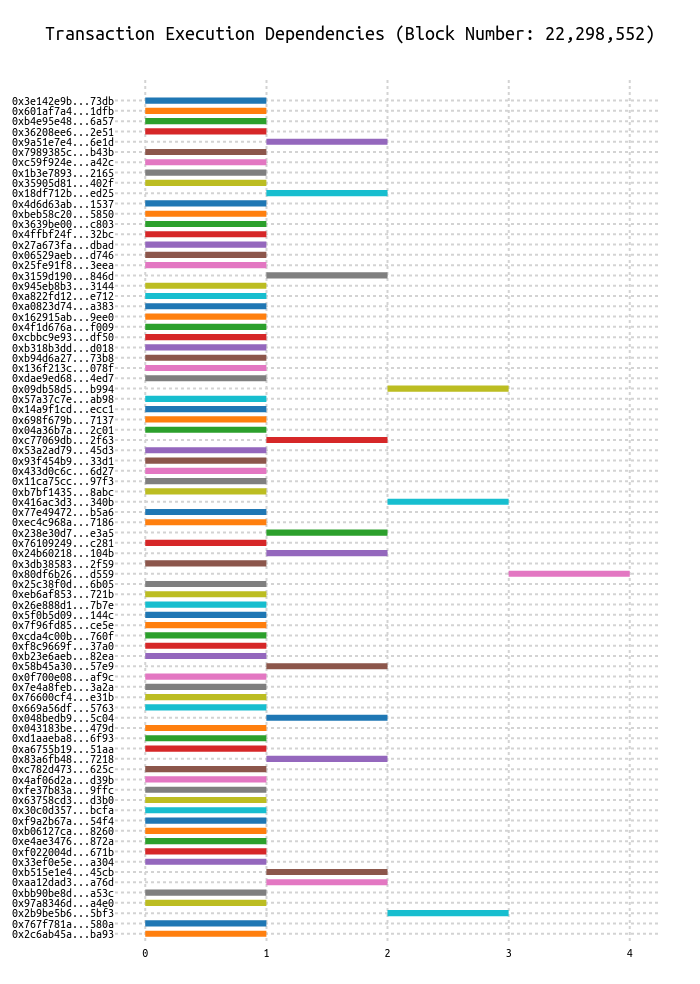 Transaction Execution Dependencies (Block Number: 22,298,552)
0x3e142e9b...73db
0x601af7a4...1dfb
0xb4e95e48...6a57
0x36208ee6...2e51
0x9a51e7e4...6e1d
0x7989385c...b43b
0xc59f924e...a42c
0x1b3e7893...2165
0x35905d81...402f
0x18df712b...ed25
0x4d6d63ab...1537
0xbeb58c20...5850
0x3639be00...c803
0x4ffbf24f...32bc
0x27a673fa...dbad
0x06529aeb...d746
0x25fe91f8...3eea
0x3159d190...846d
0x945eb8b3...3144
0xa822fd12...e712
0xa0823d74...a383
0x162915ab...9ee0
0x4f1d676a...f009
0xcbbc9e93...df50
0xb318b3dd...d018
0xb94d6a27...73b8
0x136f213c...078f
0xdae9ed68...4ed7
0x09db58d5...b994
0x57a37c7e...ab98
0x14a9f1cd...ecc1
0x698f679b...7137
0x04a36b7a...2c01
0xc77069db...2f63
0x53a2ad79...45d3
0x93f454b9...33d1
0x433d0c6c...6d27
0x11ca75cc...97f3
0xb7bf1435...8abc
0x416ac3d3...340b
0x77e49472...b5a6
0xec4c968a...7186
0x238e30d7...e3a5
0x76109249...c281
0x24b60218...104b
0x3db38583...2f59
0x80df6b26...d559
0x25c38f0d...6b05
0xeb6af853...721b
0x26e888d1...7b7e
0x5f0b5d09...144c
0x7f96fd85...ce5e
0xcda4c00b...760f
0xf8c9669f...37a0
0xb23e6aeb...82ea
0x58b45a30...57e9
0x0f700e08...af9c
0x7e4a8feb...3a2a
0x76600cf4...e31b
0x669a56df...5763
0x048bedb9...5c04
0x043183be...479d
0xd1aaeba8...6f93
0xa6755b19...51aa
0x83a6fb48...7218
0xc782d473...625c
0x4af06d2a...d39b
0xfe37b83a...9ffc
0x63758cd3...d3b0
0x30c0d357...bcfa
0xf9a2b67a...54f4
0xb06127ca...8260
0xe4ae3476...872a
0xf022004d...671b
0x33ef0e5e...a304
0xb515e1e4...45cb
0xaa12dad3...a76d
0xbb90be8d...a53c
0x97a8346d...a4e0
0x2b9be5b6...5bf3
0x767f781a...580a
0x2c6ab45a...ba93
0 1 2 3 4